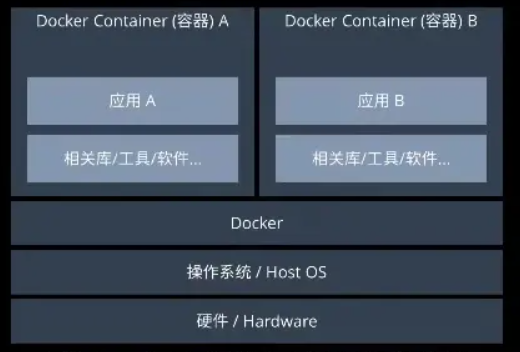 Docker Container (容器) A
Docker Container (容器) B
应用 A
应用 B
相关库/工具/软件...
相关库/工具/软件...
Docker
操作系统 / Host OS
硬件 / Hardware